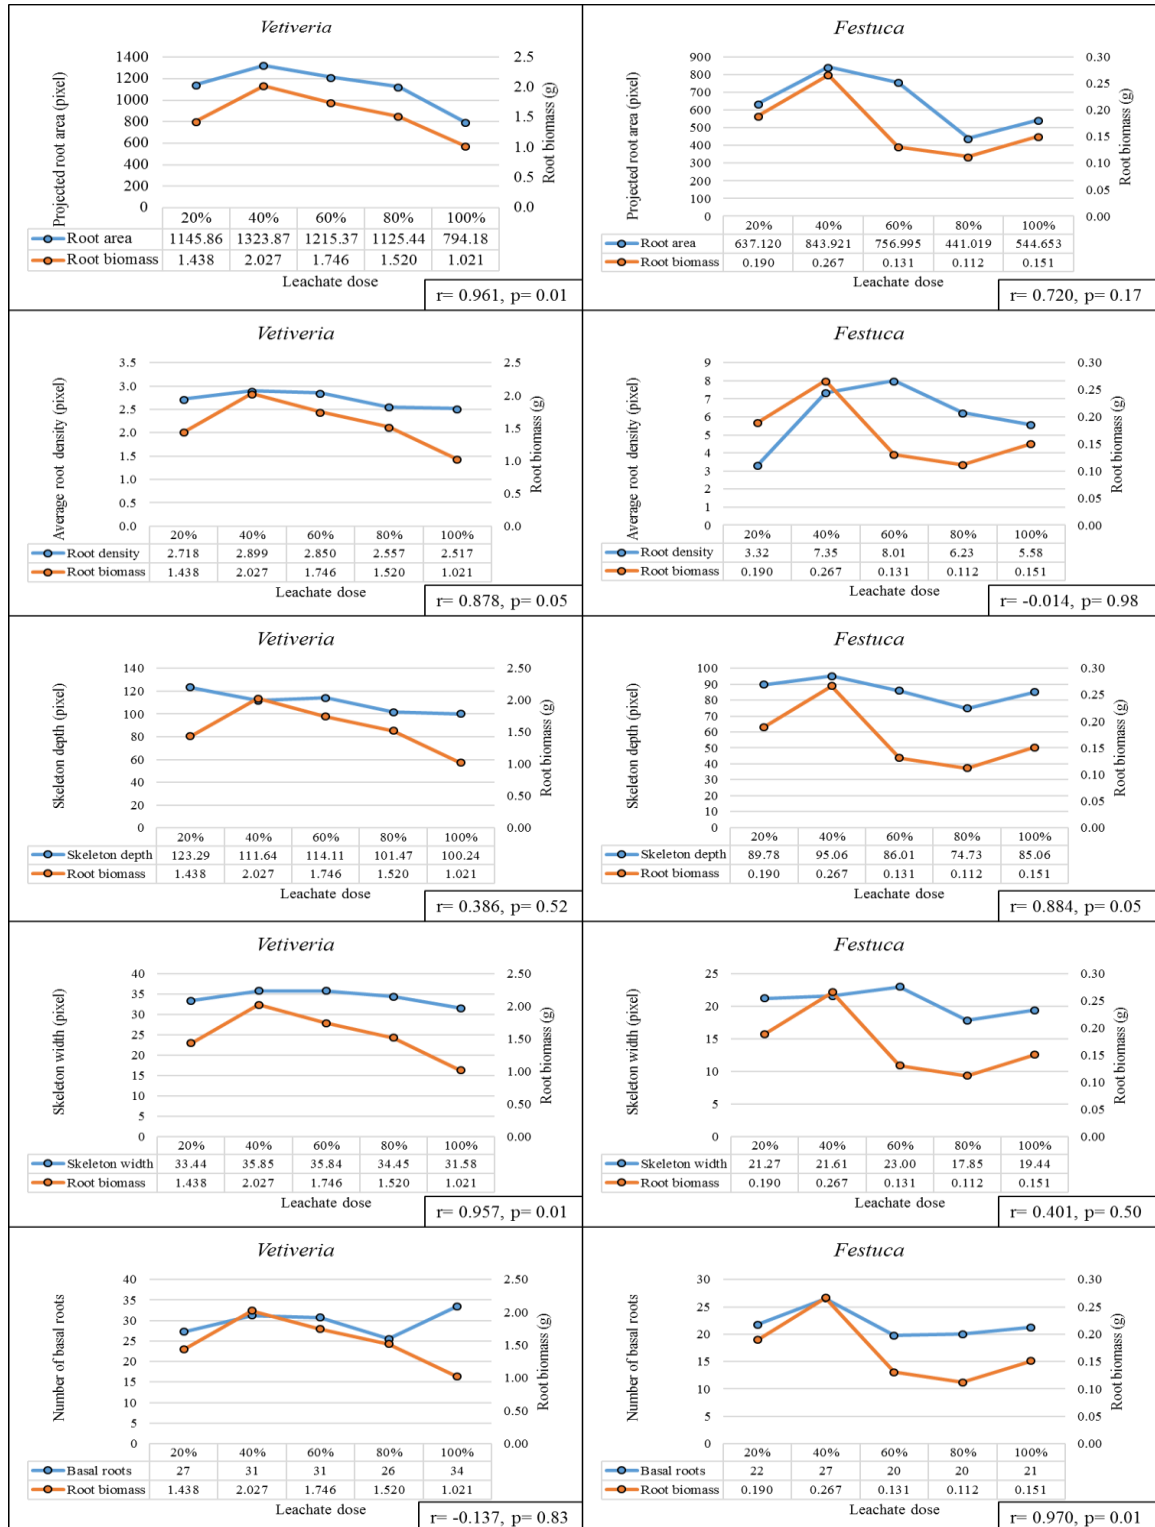 Vetiveria
Projected root area (pixel)
1400
1200
1000
800
600
400
200
0
2.5
2.0
1.5
1.0
0.5
0.0
Root biomass (g)
20% 40% 60% 80% 100%
Root area 1145.86 1323.87 1215.37 1125.44 794.18
Root biomass 1.438 2.027 1.746 1.520 1.021
Leachate dose
r= 0.961, p= 0.01
Festuca
Projected root area (pixel)
900
800
700
600
500
400
300
200
100
0
0.30
0.25
0.20
0.15
0.10
0.05
0.00
Root biomass (g)
20% 40% 60% 80% 100%
Root area 637.120 843.921 756.995 441.019 544.653
Root biomass 0.190 0.267 0.131 0.112 0.151
Leachate dose
r= 0.720, p= 0.17
Vetiveria
Average root density (pixel)
3.5
3.0
2.5
2.0
1.5
1.0
0.5
0.0
2.5
2.0
1.5
1.0
0.5
0.0
Root biomass (g)
20% 40% 60% 80% 100%
Root density 2.718 2.899 2.850 2.557 2.517
Root biomass 1.438 2.027 1.746 1.520 1.021
Leachate dose
r= 0.878, p= 0.05
Festuca
Average root density (pixel)
9
8
7
6
5
4
3
2
1
0
0.30
0.25
0.20
0.15
0.10
0.05
0.00
Root biomass (g)
20% 40% 60% 80% 100%
Root density 3.32 7.35 8.01 6.23 5.58
Root biomass 0.190 0.267 0.131 0.112 0.151
Leachate dose
r= -0.014, p= 0.98
Vetiveria
Skeleton depth (pixel)
140
120
100
80
60
40
20
0
2.50
2.00
1.50
1.00
0.50
0.00
Root biomass (g)
20% 40% 60% 80% 100%
Skeleton depth 123.29 111.64 114.11 101.47 100.24
Root biomass 1.438 2.027 1.746 1.520 1.021
Leachate dose
r= 0.386, p= 0.52
Festuca
Skeleton depth (pixel)
100
90
80
70
60
50
40
30
20
10
0
0.30
0.25
0.20
0.15
0.10
0.05
0.00
Root biomass (g)
20% 40% 60% 80% 100%
Skeleton depth 89.78 95.06 86.01 74.73 85.06
Root biomass 0.190 0.267 0.131 0.112 0.151
Leachate dose
r= 0.884, p= 0.05
Vetiveria
Skeleton width (pixel)
40
35
30
25
20
15
10
5
0
2.50
2.00
1.50
1.00
0.50
0.00
Root biomass (g)
20% 40% 60% 80% 100%
Skeleton width 33.44 35.85 35.84 34.45 31.58
Root biomass 1.438 2.027 1.746 1.520 1.021
Leachate dose
r= 0.957, p= 0.01
Festuca
Skeleton width (pixel)
25
20
15
10
5
0
0.30
0.25
0.20
0.15
0.10
0.05
0.00
Root biomass (g)
20% 40% 60% 80% 100%
Skeleton width 21.27 21.61 23.00 17.85 19.44
Root biomass 0.190 0.267 0.131 0.112 0.151
Leachate dose
r= 0.401, p= 0.50
Vetiveria
Number of basal roots
40
35
30
25
20
15
10
5
0
2.50
2.00
1.50
1.00
0.50
0.00
Root biomass (g)
20% 40% 60% 80% 100%
Basal roots 27 31 31 26 34
Root biomass 1.438 2.027 1.746 1.520 1.021
Leachate dose
r= -0.137, p= 0.83
Festuca
Number of basal roots
30
25
20
15
10
5
0
0.30
0.25
0.20
0.15
0.10
0.05
0.00
Root biomass (g)
20% 40% 60% 80% 100%
Basal roots 22 27 20 20 21
Root biomass 0.190 0.267 0.131 0.112 0.151
Leachate dose
r= 0.970, p= 0.01